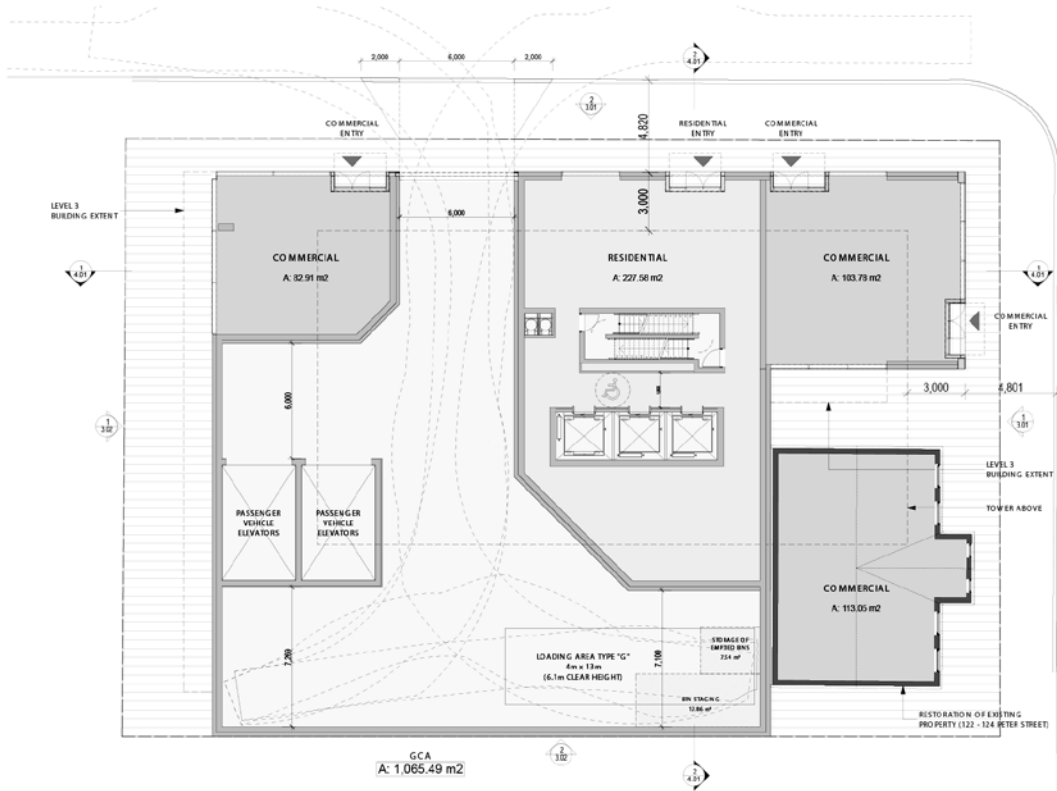 2,000
6,000
2,000
2
4.01
2
3.01
COMMERCIAL
ENTRY
4,820
RESIDENTIAL
ENTRY
COMMERCIAL
ENTRY
LEVEL 3
BUILDING EXTENT
6,000
3,000
COMMERCIAL
A: 82.91 m2
RESIDENTIAL
A: 227.58 m2
COMMERCIAL
A: 103.78 m2
1
4.01
1
4.01
COMMERCIAL
ENTRY
6,000
3,000
4,801
1
3.02
1
3.01
LEVEL 3
BUILDING EXTENT
PASSENGER
VEHICLE
ELEVATORS
PASSENGER
VEHICLE
ELEVATORS
TOWER ABOVE
COMMERCIAL
A: 113.05 m2
7,269
LOADING AREA TYPE "G"
4m x 13m
(6.1m CLEAR HEIGHT)
7,108
STORAGE OF
EMPTIED BINS
BIN STAGING
12.86 m²
RESTORATION OF EXISTING
PROPERTY (122 - 124 PETER STREET)
GCA
A: 1,065.49 m2
2
3.02
2
4.01